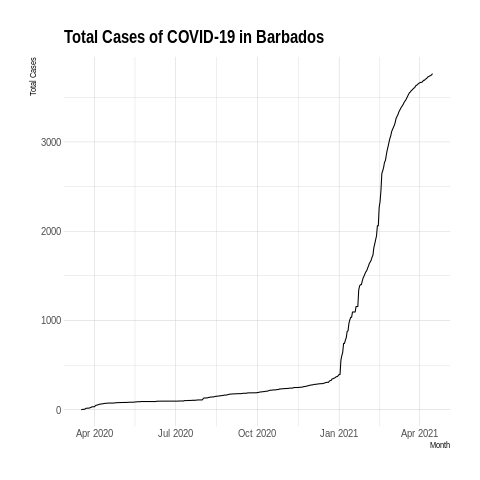 Total Cases of COVID-19 in Barbados
Total Cases
3000
2000
1000
0
Apr 2020 Jul 2020 Oct 2020 Jan 2021 Apr 2021
Month